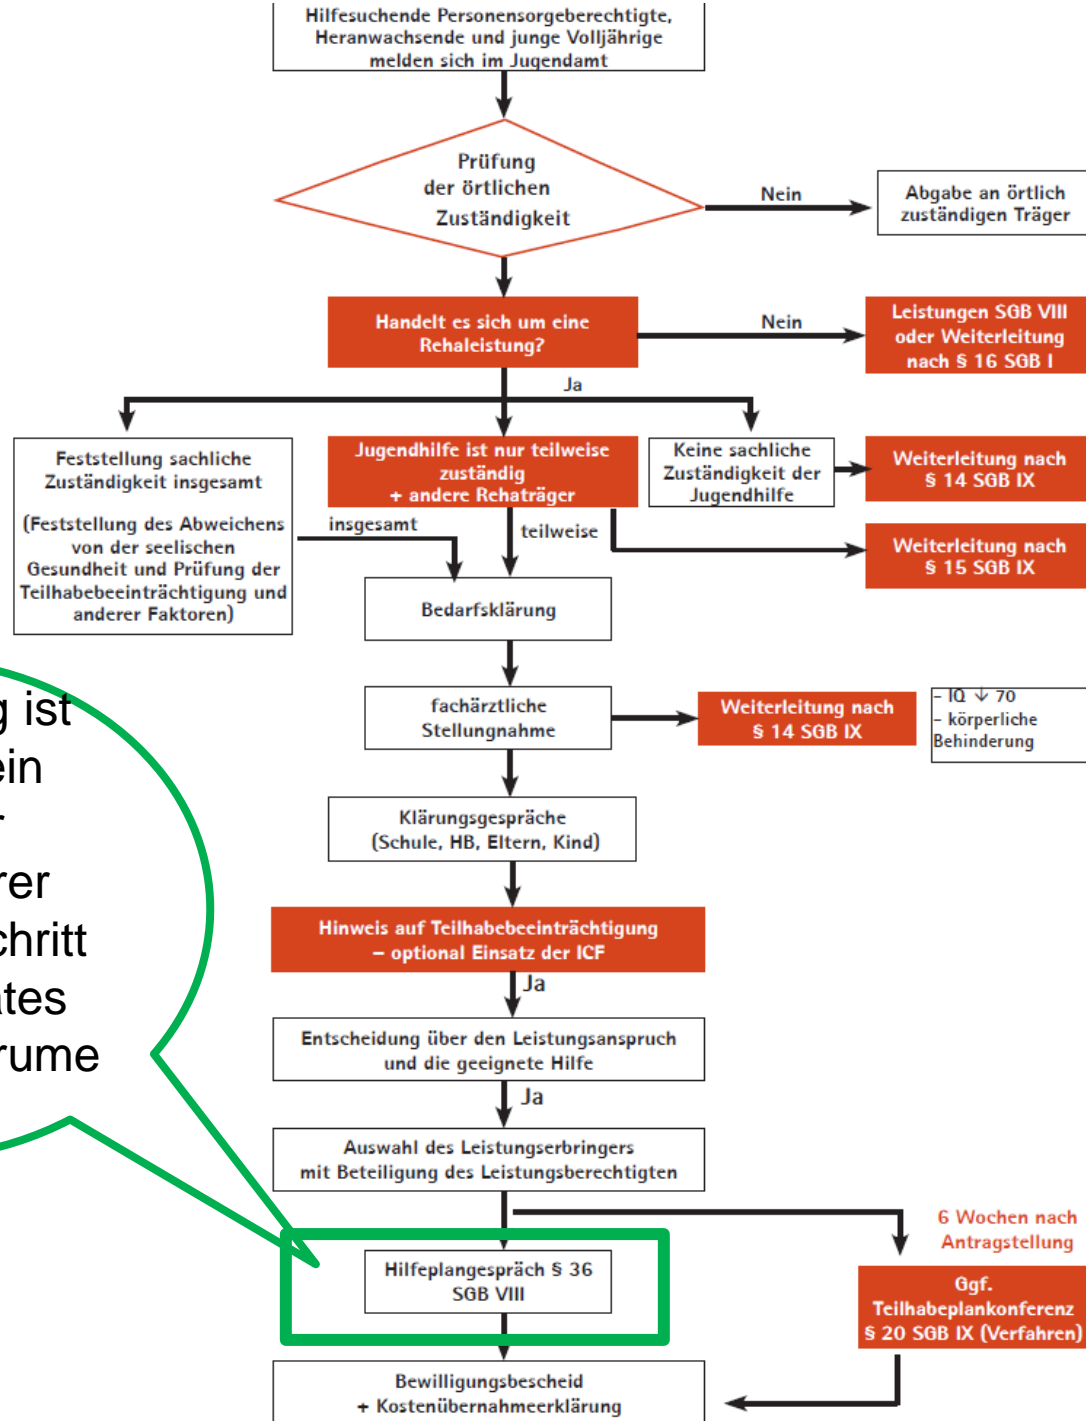 Hilfesuchende Personensorgeberechtigte,
Heranwachsende und junge Volljährige
melden sich im Jugendamt
Prüfung
der örtlichen
Zuständigkeit
Nein
Abgabe an örtlich
zuständigen Träger
Handelt es sich um eine
Rehaleistung?
Nein
Leistungen SGB VIII
oder Weiterleitung
nach § 16 SGB I
Ja
Feststellung sachliche
Zuständigkeit insgesamt
(Feststellung des Abweichens
von der seelischen
Gesundheit und Prüfung der
Teilhabebeeinträchtigung und
anderer Faktoren)
Jugendhilfe ist nur teilweise
zuständig
+ andere Rehaträger
Keine sachliche
Zuständigkeit der
Jugendhilfe
Weiterleitung nach
§ 14 SGB IX
insgesamt
teilweise
Weiterleitung nach
§ 15 SGB IX
Bedarfsklärung
fachärztliche
Stellungnahme
Weiterleitung nach
§ 14 SGB IX
– IQ ↓ 70
– körperliche
Behinderung
Klärungsgespräche
(Schule, HB, Eltern, Kind)
Hinweis auf Teilhabebeeinträchtigung
– optional Einsatz der ICF
Ja
Entscheidung über den Leistungsanspruch
und die geeignete Hilfe
Ja
Auswahl des Leistungserbringers
mit Beteiligung des Leistungsberechtigten
6 Wochen nach
Antragstellung
Hilfeplangespräch § 36
SGB VIII
Ggf.
Teilhabeplankonferenz
§ 20 SGB IX (Verfahren)
Bewilligungsbescheid
+ Kostenübernahmeerklärung
g ist
ein
rer
chritt
ates
rume